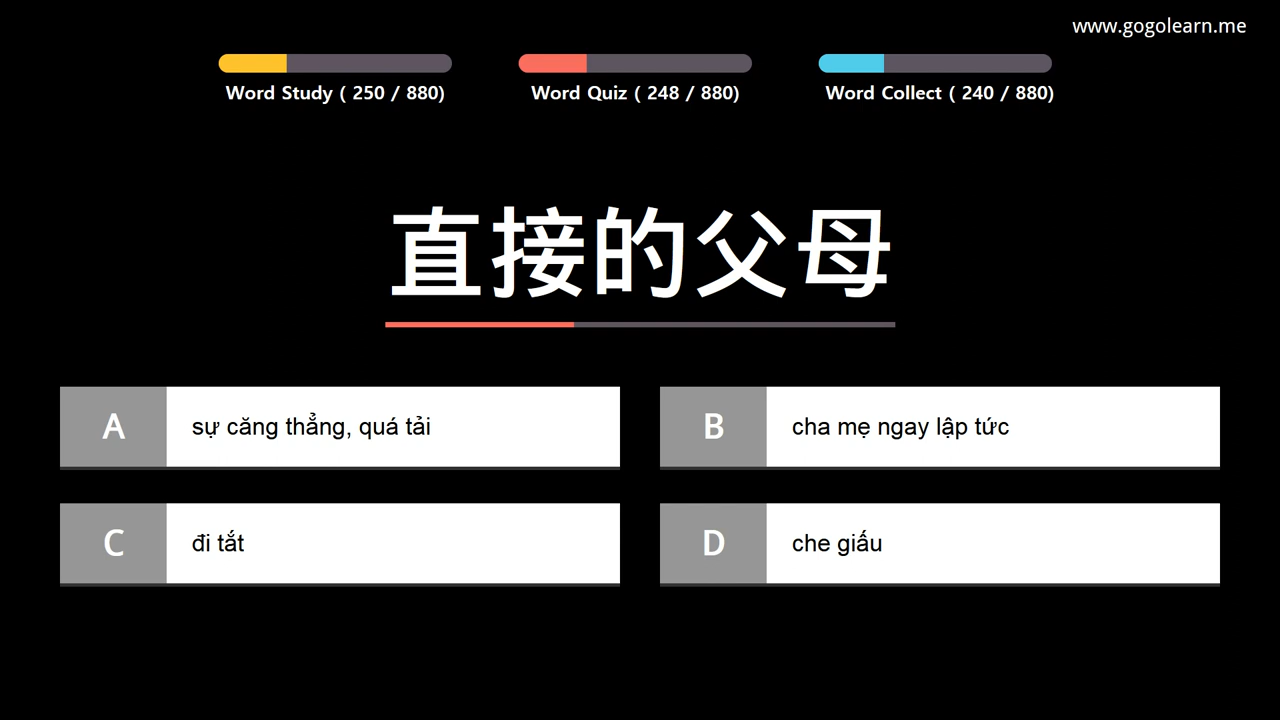 www.gogolearn.me
Word Study ( 250 / 880)
Word Quiz ( 248 / 880)
Word Collect ( 240 / 880)
直接的父母
A sự căng thẳng, quá tải
B cha mẹ ngay lập tức
C đi tắt
D che giấu